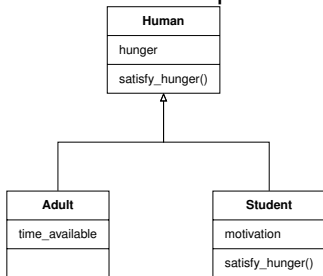 Human
hunger
satisfy_hunger()
Adult
time_available
Student
motivation
satisfy_hunger()